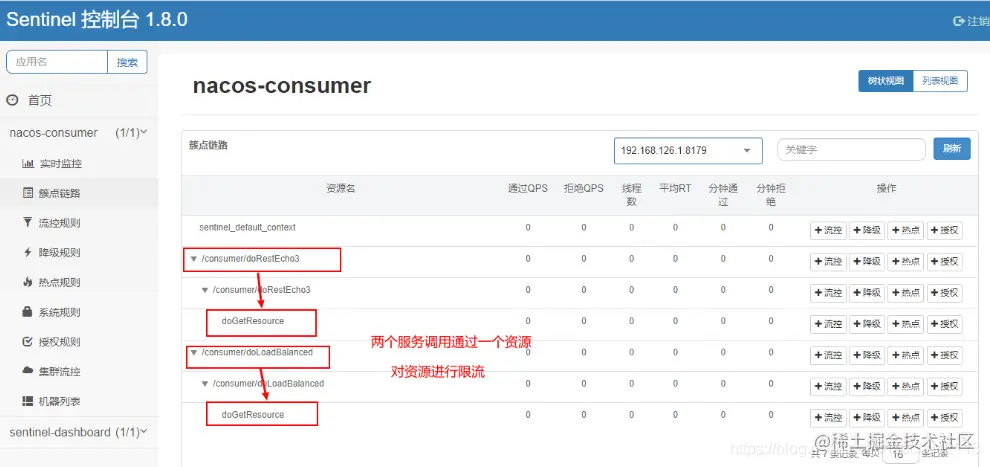 Sentinel 控制台 1.8.0
注销
应用名 搜索
首页
nacos-consumer (1/1)
实时监控
簇点链路
流控规则
降级规则
热点规则
系统规则
授权规则
集群流控
机器列表
sentinel-dashboard (1/1)
nacos-consumer
树状视图 列表视图
簇点链路 192.168.126.1:8179 关键字 刷新
资源名 通过QPS 拒绝QPS 线程数 平均RT 分钟通过 分钟拒绝 操作
sentinel_default_context 0 0 0 0 0 0 +流控 +降级 +热点 +授权
/consumer/doRestEcho3 0 0 0 0 0 0 +流控 +降级 +热点 +授权
/consumer/doRestEcho3 0 0 0 0 0 0 +流控 +降级 +热点 +授权
doGetResource 0 0 0 0 0 0 +流控 +降级 +热点 +授权
两个服务调用通过一个资源
/consumer/doLoadBalanced 0 0 0 0 0 0 +流控 +降级 +热点 +授权
对资源进行限流
/consumer/doLoadBalanced 0 0 0 0 0 0 +流控 +降级 +热点 +授权
doGetResource 0 0 0 0 0 0 +流控 +降级 +热点 +授权
@稀土掘金技术社区
https://blog.
共 7 条记录, 每页 16 条记录